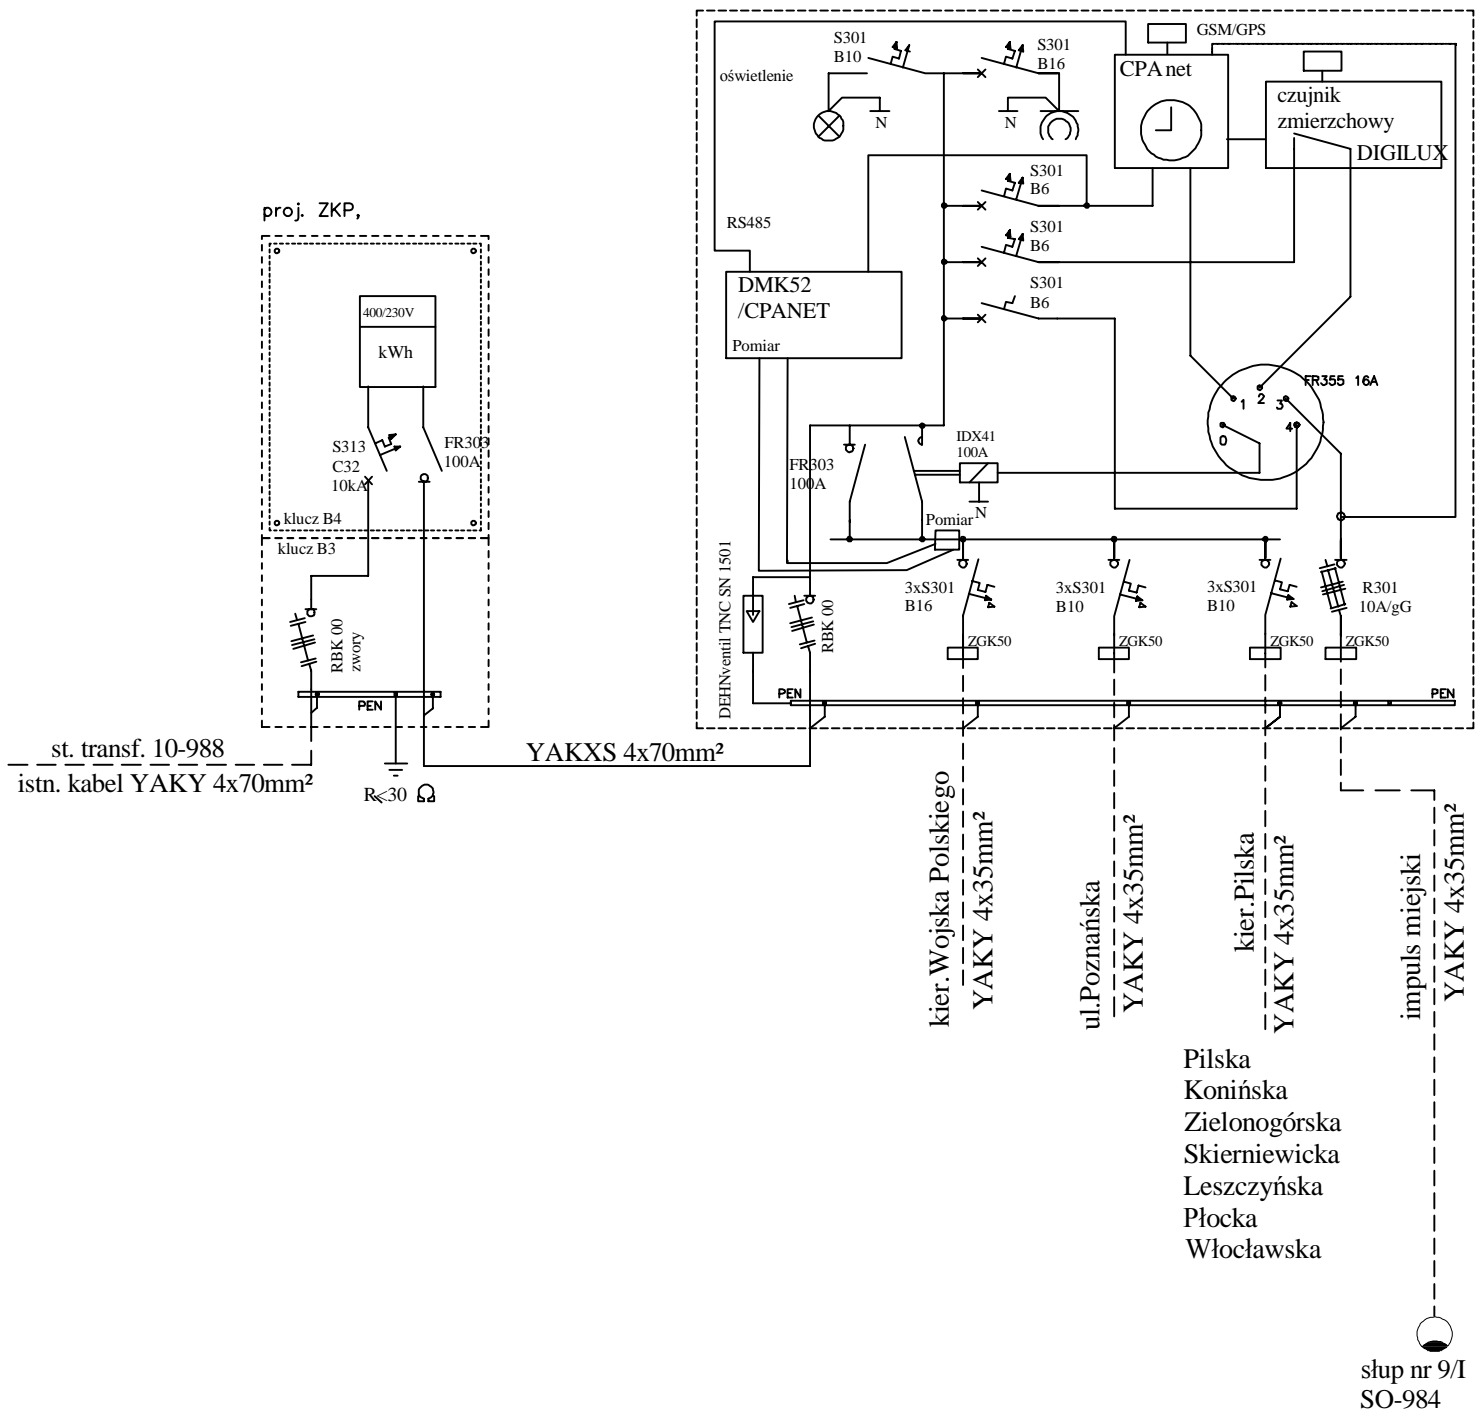 proj. ZKP,
400/230V
kWh
S313
C32
10kA
FR303
100A
klucz B4
klucz B3
RBK 00
zwory
PEN
st. transf. 10-988
istn. kabel YAKY 4x70mm²
R<30 Ω
YAKXS 4x70mm²
oświetlenie
S301
B10
N
S301
B16
N
GSM/GPS
CPAnet
czujnik
zmierzchowy
DIGILUX
S301
B6
S301
B6
S301
B6
RS485
DMK52
/CPANET
Pomiar
FR355 16A
0
1
2
3
4
FR303
100A
IDX41
100A
N
Pomiar
DEHNventil TNC SN 1501
RBK 00
3xS301
B16
ZGK50
3xS301
B10
ZGK50
3xS301
B10
ZGK50
R301
10A/gG
ZGK50
PEN
PEN
kier.Wojska Polskiego
YAKY 4x35mm²
ul.Poznańska
YAKY 4x35mm²
kier.Pilska
YAKY 4x35mm²
impuls miejski
YAKY 4x35mm²
Pilska
Konińska
Zielonogórska
Skierniewicka
Leszczyńska
Płocka
Włocławska
słup nr 9/I
SO-984